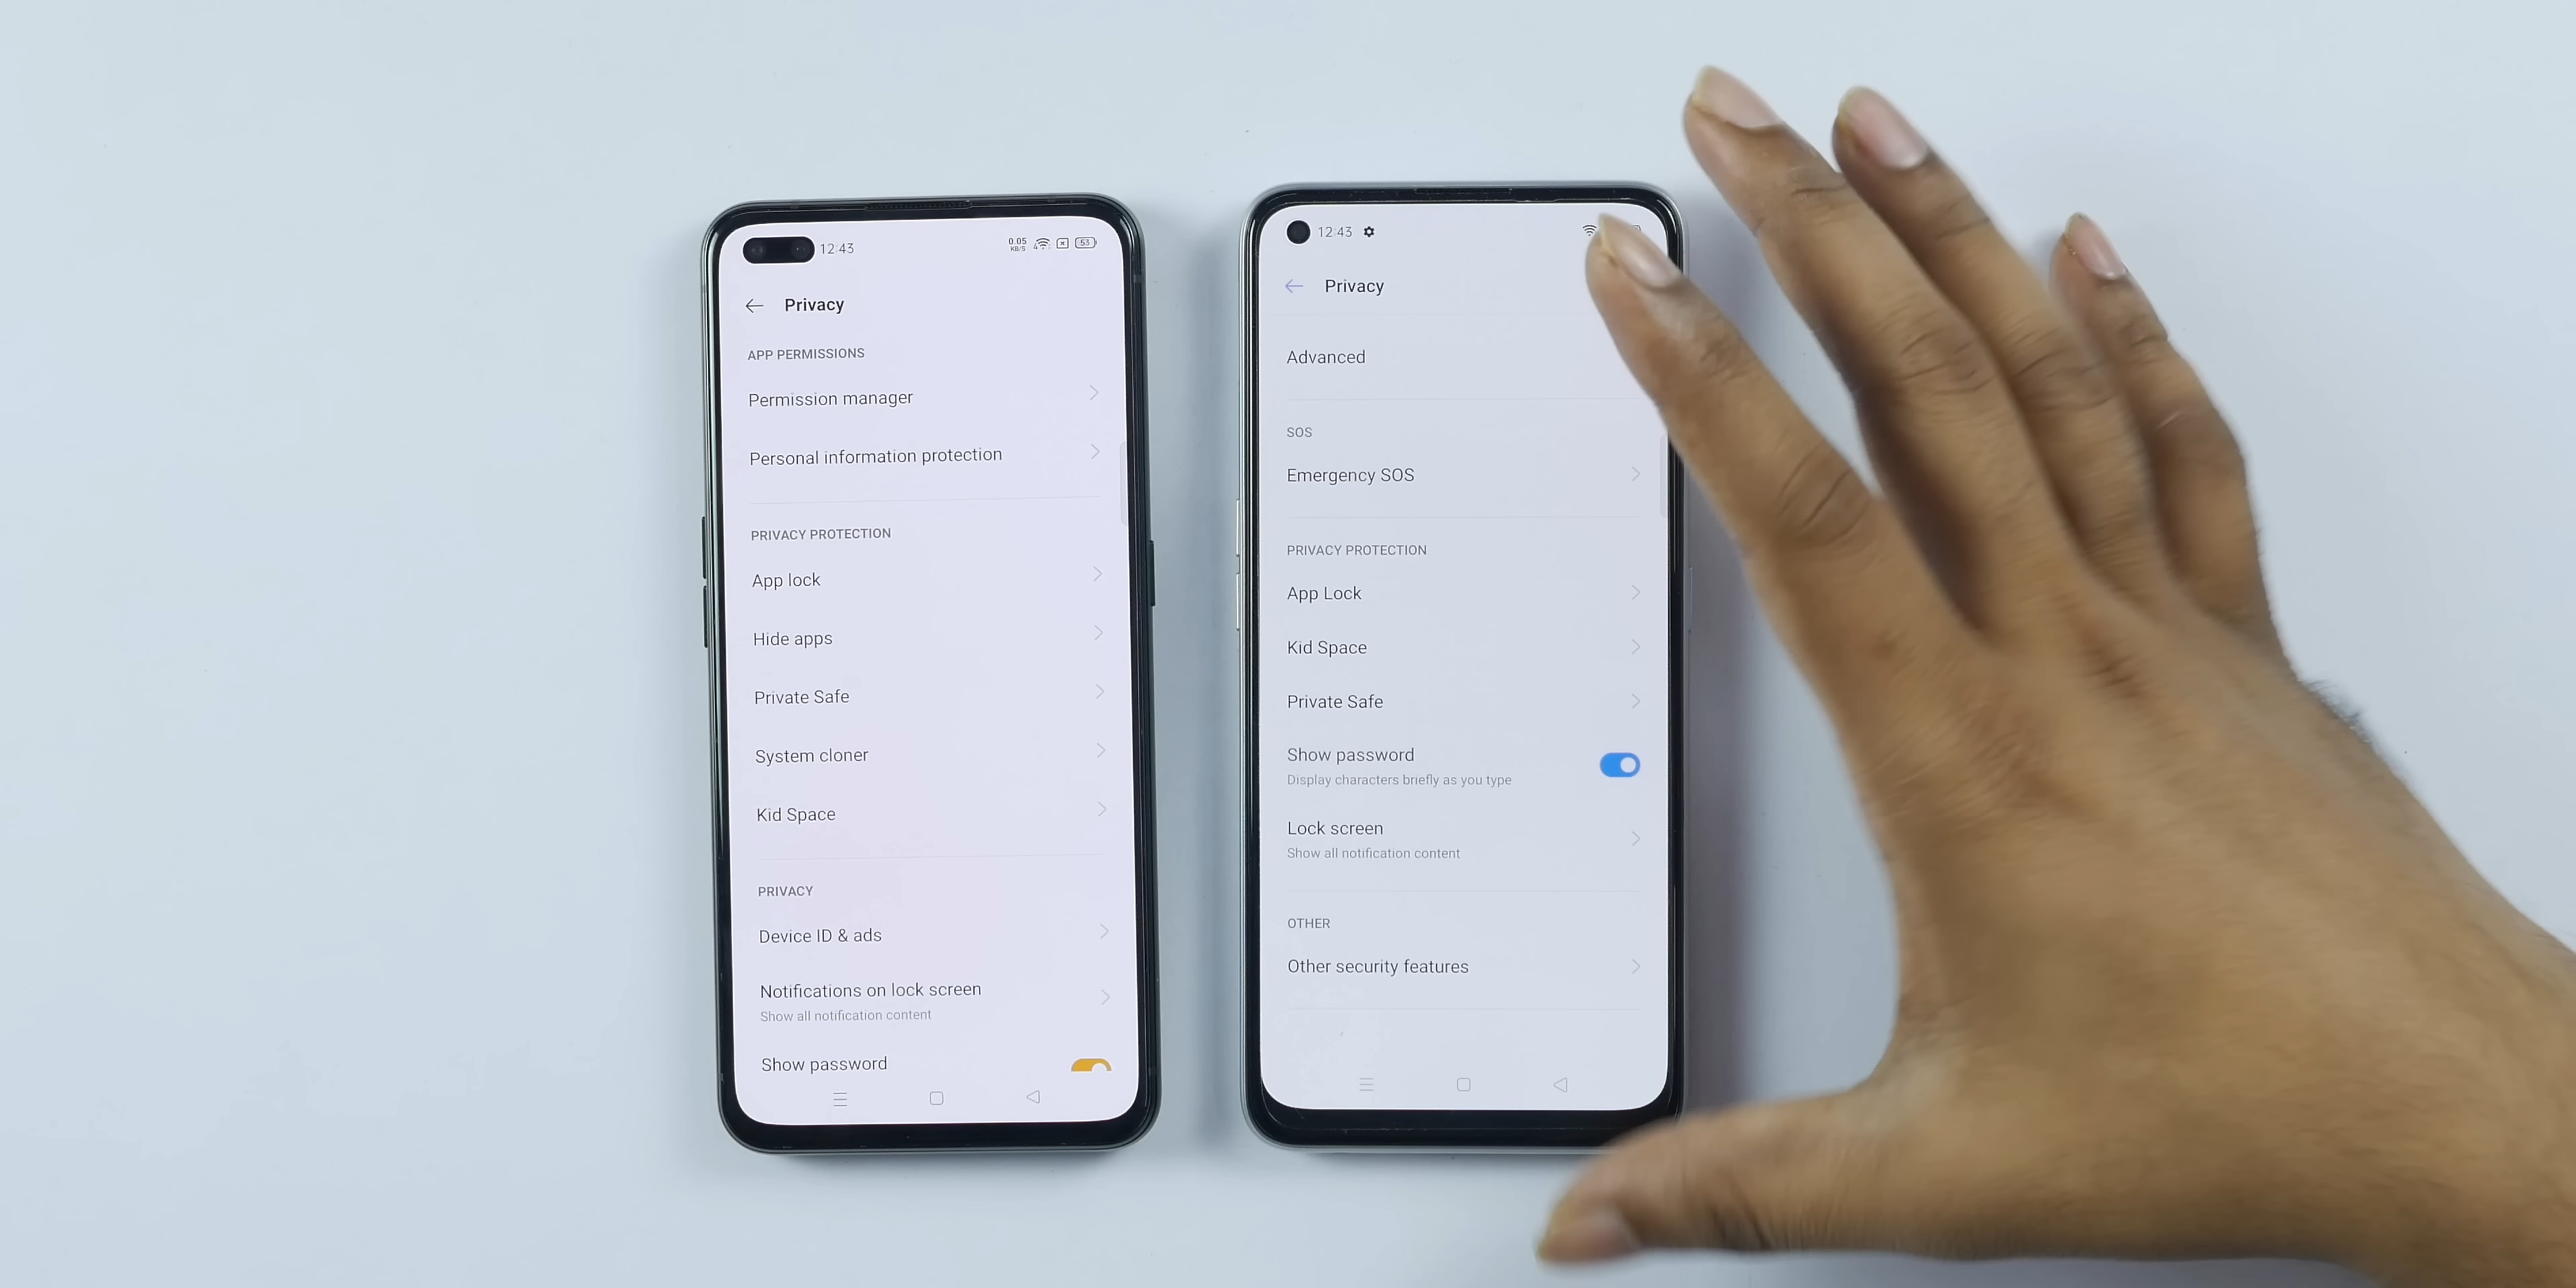 12:43
0.05
KB/S
53
Privacy
APP PERMISSIONS
Permission manager
Personal information protection
PRIVACY PROTECTION
App lock
Hide apps
Private Safe
System cloner
Kid Space
PRIVACY
Device ID & ads
Notifications on lock screen
Show all notification content
Show password
12:43
Privacy
Advanced
SOS
Emergency SOS
PRIVACY PROTECTION
App Lock
Kid Space
Private Safe
Show password
Display characters briefly as you type
Lock screen
Show all notification content
OTHER
Other security features